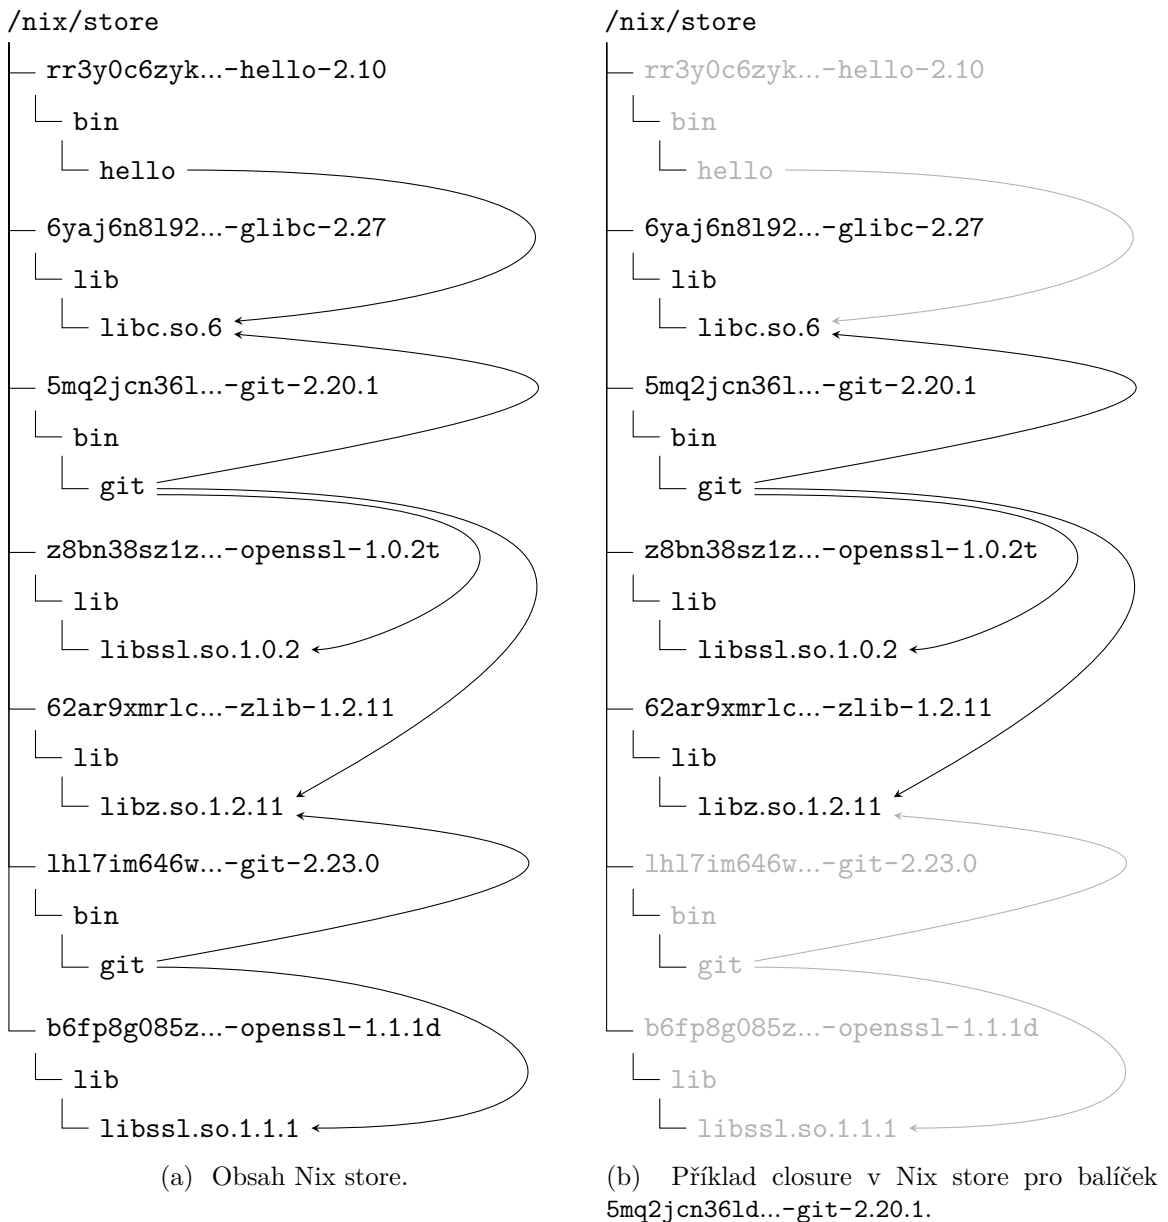 /nix/store
rr3y0c6zyk...-hello-2.10
bin
hello
6yaj6n8l92...-glibc-2.27
lib
libc.so.6
5mq2jcn36l...-git-2.20.1
bin
git
z8bn38sz1z...-openssl-1.0.2t
lib
libssl.so.1.0.2
62ar9xmrlc...-zlib-1.2.11
lib
libz.so.1.2.11
lhl7im646w...-git-2.23.0
bin
git
b6fp8g085z...-openssl-1.1.1d
lib
libssl.so.1.1.1
(a) Obsah Nix store.
/nix/store
rr3y0c6zyk...-hello-2.10
bin
hello
6yaj6n8l92...-glibc-2.27
lib
libc.so.6
5mq2jcn36l...-git-2.20.1
bin
git
z8bn38sz1z...-openssl-1.0.2t
lib
libssl.so.1.0.2
62ar9xmrlc...-zlib-1.2.11
lib
libz.so.1.2.11
lhl7im646w...-git-2.23.0
bin
git
b6fp8g085z...-openssl-1.1.1d
lib
libssl.so.1.1.1
(b) Příklad closure v Nix store pro balíček
5mq2jcn36ld...-git-2.20.1.